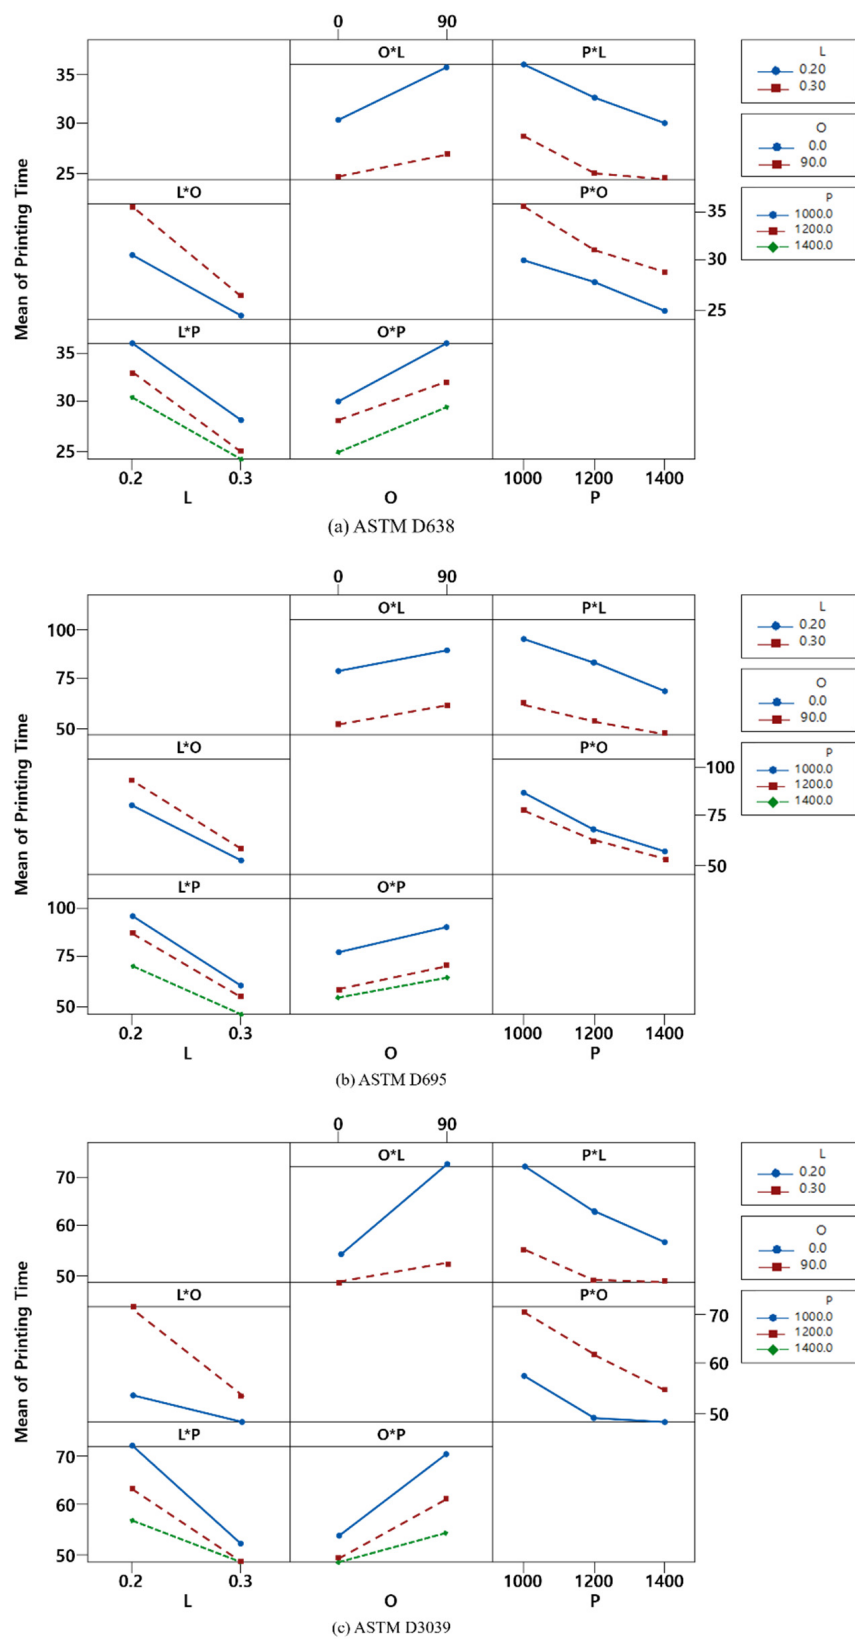 0 90
O*L P*L
35
30
25
L*O P*O
35
30
25
L*P O*P
35
30
25
0.2 0.3 1000 1200 1400
L O P
Mean of Printing Time
L
0.20
0.30
O
0.0
90.0
P
1000.0
1200.0
1400.0
(a) ASTM D638
0 90
O*L P*L
100
75
50
L*O P*O
100
75
50
L*P O*P
100
75
50
0.2 0.3 1000 1200 1400
L O P
Mean of Printing Time
L
0.20
0.30
O
0.0
90.0
P
1000.0
1200.0
1400.0
(b) ASTM D695
0 90
O*L P*L
70
60
50
L*O P*O
70
60
50
L*P O*P
70
60
50
0.2 0.3 1000 1200 1400
L O P
Mean of Printing Time
L
0.20
0.30
O
0.0
90.0
P
1000.0
1200.0
1400.0
(c) ASTM D3039